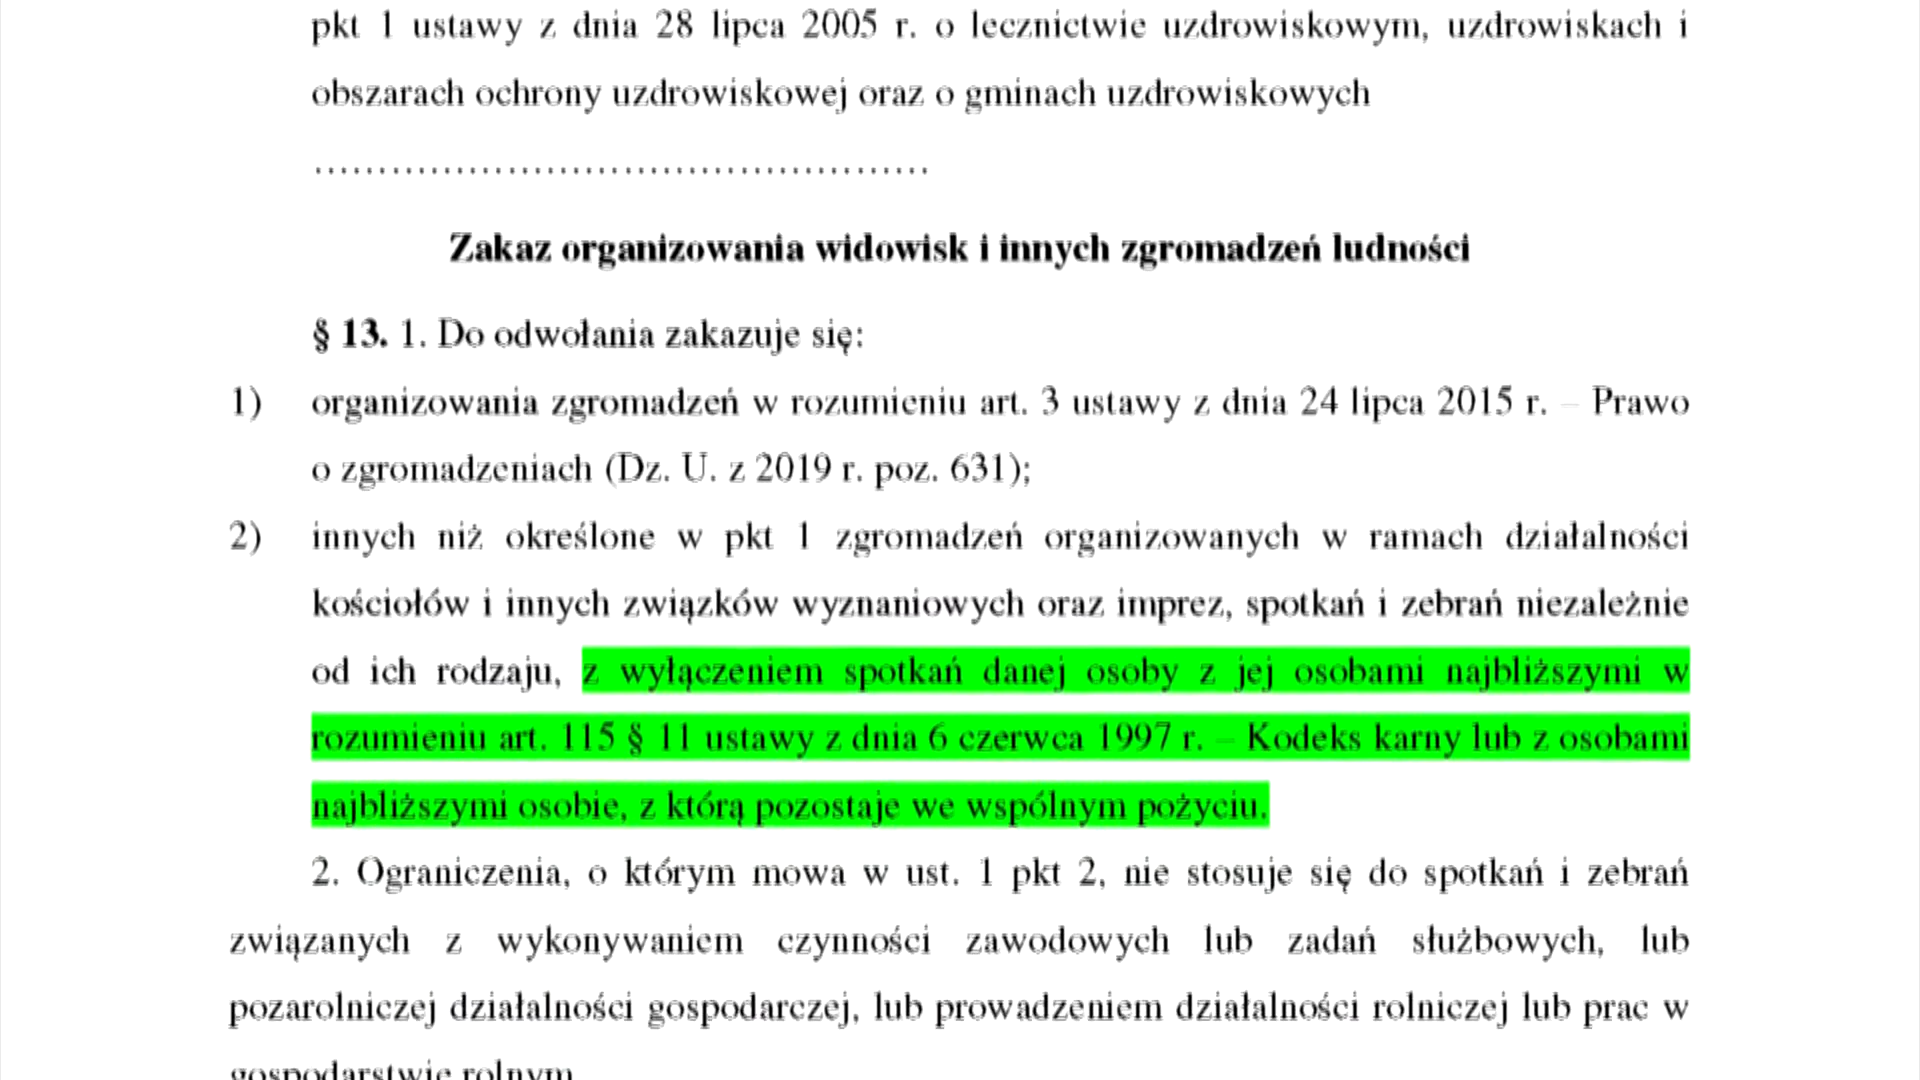 pkt 1 ustawy z dnia 28 lipca 2005 r. o lecznictwie uzdrowiskowym, uzdrowiskach i
obszarach ochrony uzdrowiskowej oraz o gminach uzdrowiskowych
................................................
Zakaz organizowania widowisk i innych zgromadzeń ludności
§ 13. 1. Do odwołania zakazuje się:
1) organizowania zgromadzeń w rozumieniu art. 3 ustawy z dnia 24 lipca 2015 r. – Prawo
o zgromadzeniach (Dz. U. z 2019 r. poz. 631);
2) innych niż określone w pkt 1 zgromadzeń organizowanych w ramach działalności
kościołów i innych związków wyznaniowych oraz imprez, spotkań i zebrań niezależnie
od ich rodzaju, z wyłączeniem spotkań danej osoby z jej osobami najbliższymi w
rozumieniu art. 115 § 11 ustawy z dnia 6 czerwca 1997 r. – Kodeks karny lub z osobami
najbliższymi osobie, z którą pozostaje we wspólnym pożyciu.
2. Ograniczenia, o którym mowa w ust. 1 pkt 2, nie stosuje się do spotkań i zebrań
związanych z wykonywaniem czynności zawodowych lub zadań służbowych, lub
pozarolniczej działalności gospodarczej, lub prowadzeniem działalności rolniczej lub prac w
gospodarstwie rolnym